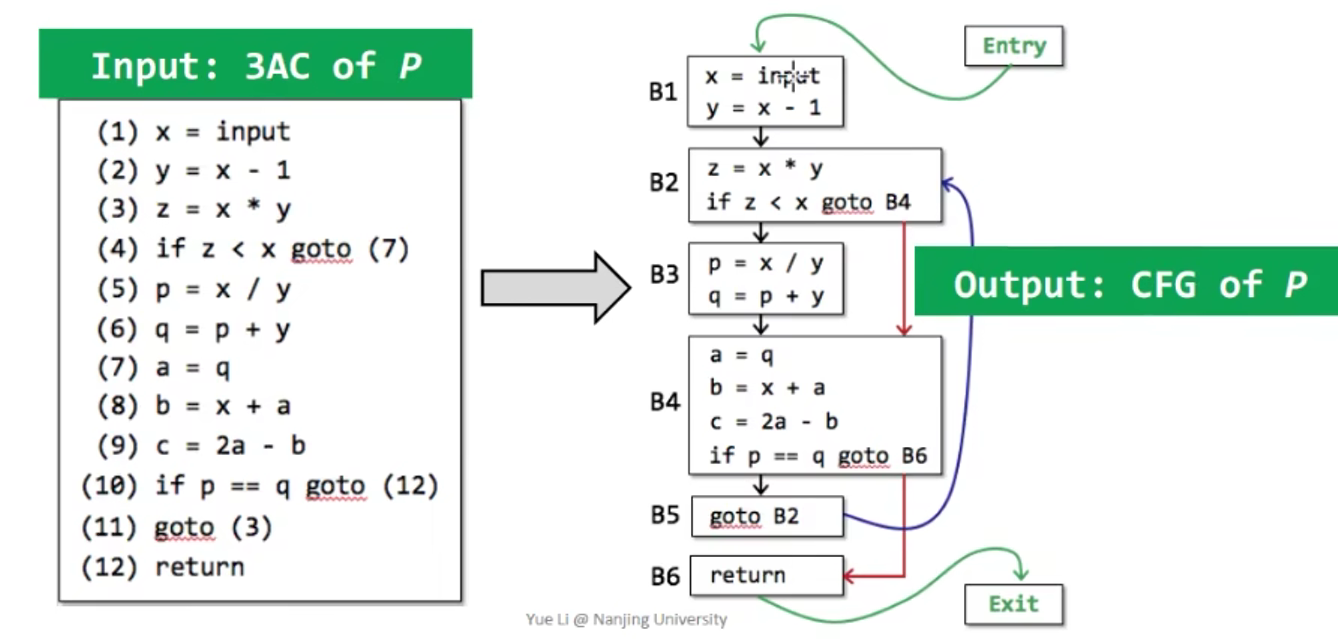 Input: 3AC of P
(1) x = input
(2) y = x - 1
(3) z = x * y
(4) if z < x goto (7)
(5) p = x / y
(6) q = p + y
(7) a = q
(8) b = x + a
(9) c = 2a - b
(10) if p == q goto (12)
(11) goto (3)
(12) return
Entry
B1
x = input
y = x - 1
B2
z = x * y
if z < x goto B4
B3
p = x / y
q = p + y
Output: CFG of P
B4
a = q
b = x + a
c = 2a - b
if p == q goto B6
B5
goto B2
B6
return
Exit
Yue Li @ Nanjing University